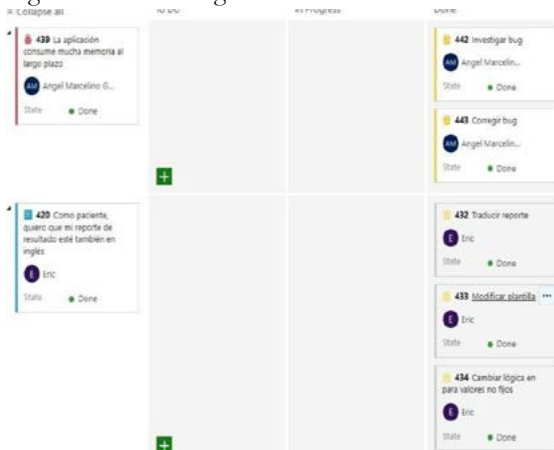 Collapse all
To Do
In Progress
Done
439 La aplicación
consume mucha memoria al
largo plazo
AM Angel Marcelino G...
State Done
442 Investigar bug
AM Angel Marcelin...
State Done
443 Corregir bug
AM Angel Marcelin...
State Done
420 Como paciente,
quiero que mi reporte de
resultado esté también en
inglés
E Eric
State Done
432 Traducir reporte
E Eric
State Done
433 Modificar plantilla ...
E Eric
State Done
434 Cambiar lógica en
para valores no fijos
E Eric
State Done